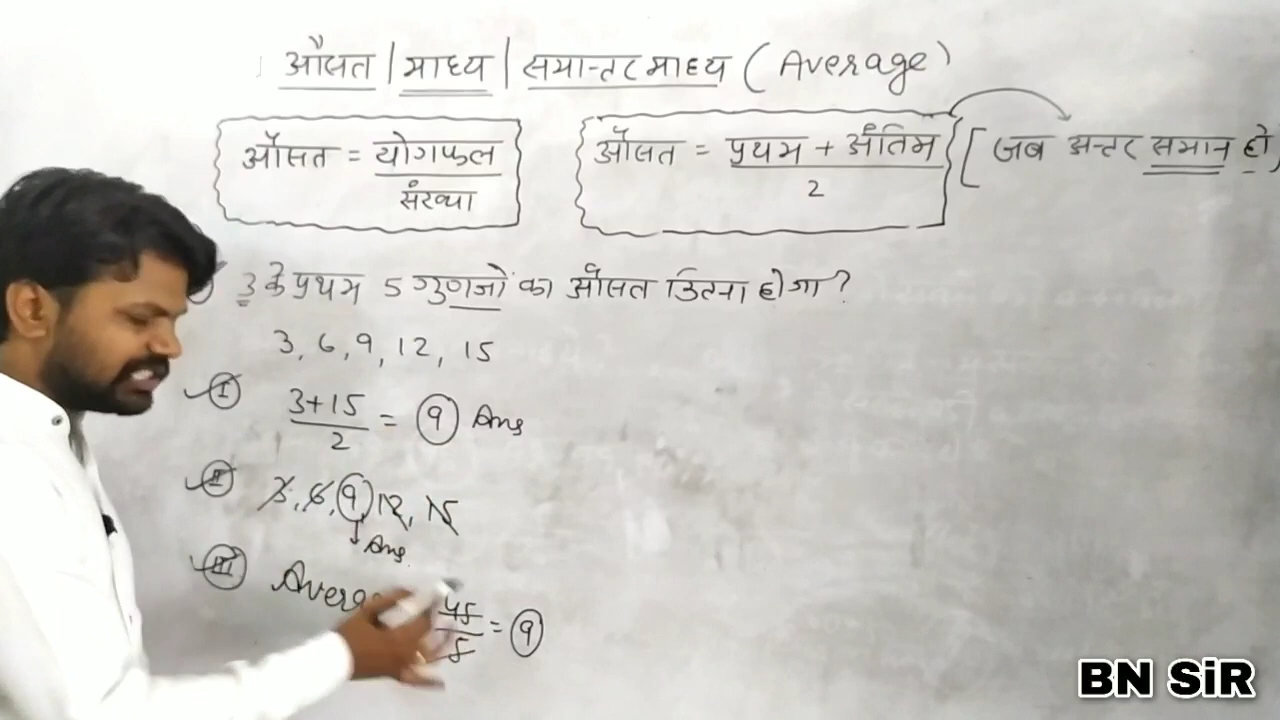 औसत | माध्य | समान्तर माध्य ( Average )
औसत = योगफल / संख्या
औसत = प्रथम + अंतिम / 2 [ जब अन्तर समान हो
3 के प्रथम 5 गुणजों का औसत कितना होगा ?
3, 6, 9, 12, 15
I 3+15 / 2 = 9 Ans
II 3, 6, 9, 12, 15
Ans
III 45 / 5 = 9
BN SiR